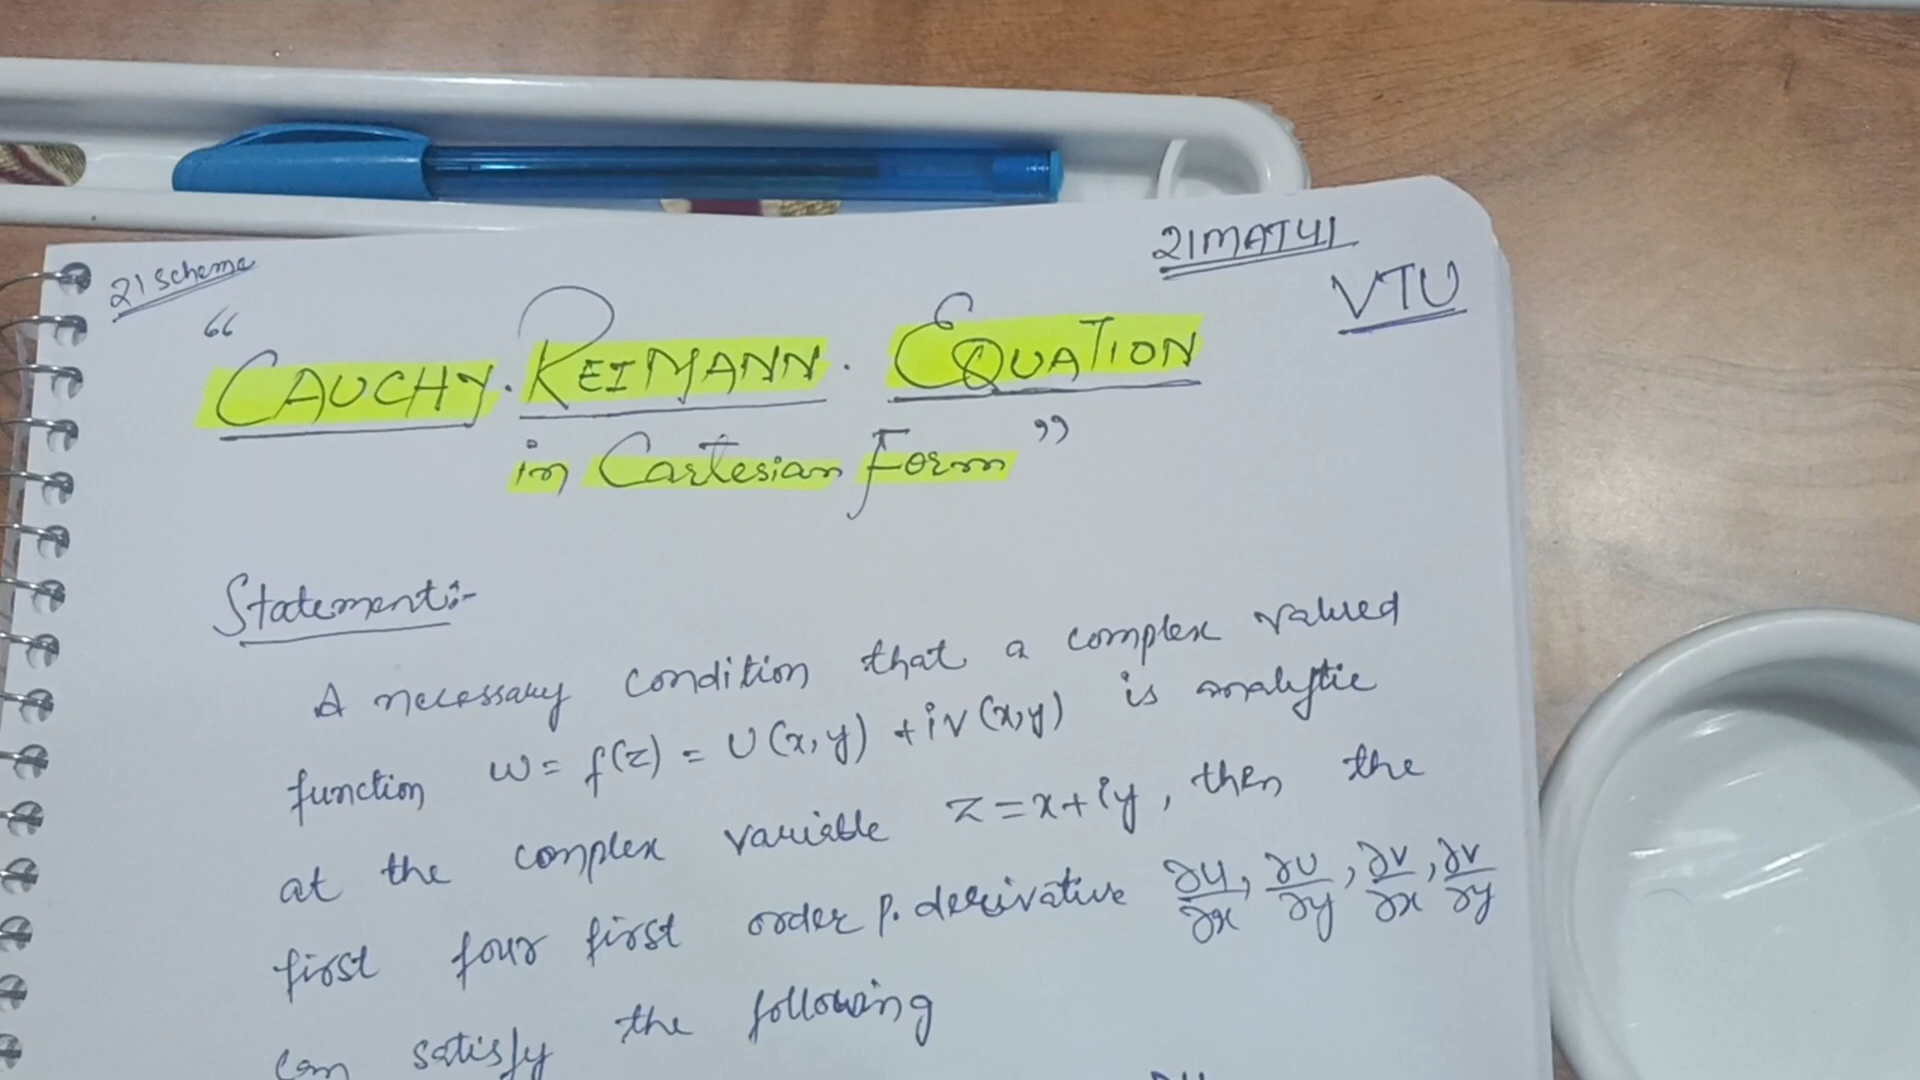 21 Scheme
21MAT41
VTU
"CAUCHY. REIMANN. EQUATION
in Cartesian Form"
Statement:-
A necessary condition that a complex valued
function w = f(z) = U(x,y) + iv(x,y) is analytic
at the complex variable z = x+iy, then the
first four first order p. derivative ∂u/∂x, ∂u/∂y, ∂v/∂x, ∂v/∂y
can satisfy the following